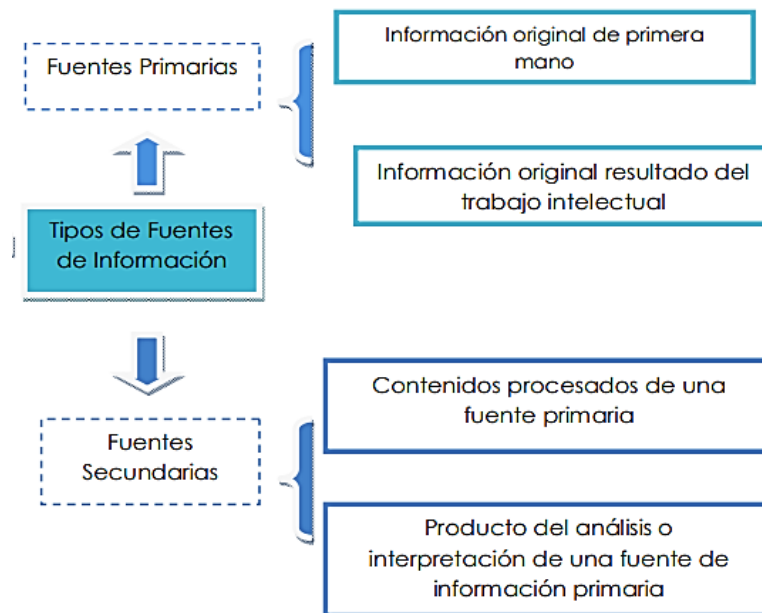 Fuentes Primarias
Información original de primera
mano
Información original resultado del
trabajo intelectual
Tipos de Fuentes
de Información
Fuentes
Secundarias
Contenidos procesados de una
fuente primaria
Producto del análisis o
interpretación de una fuente de
información primaria